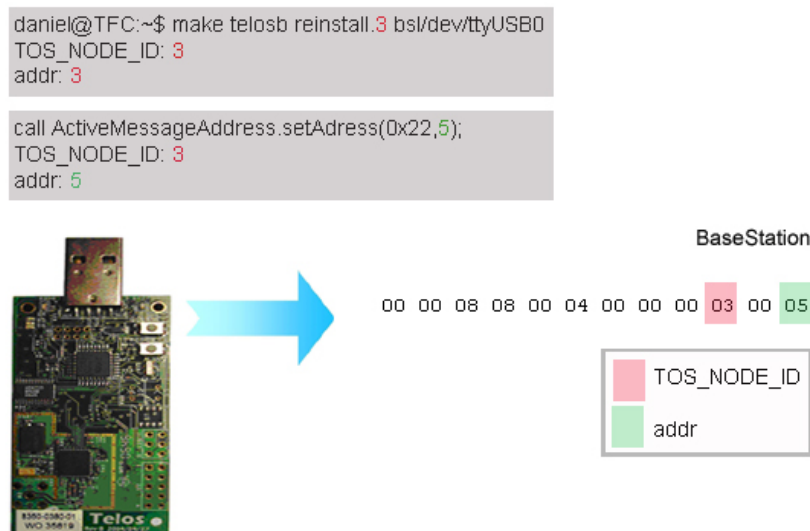 daniel@TFC:~$ make telosb reinstall.3 bsl/dev/ttyUSB0
TOS_NODE_ID: 3
addr: 3
call ActiveMessageAddress.setAdress(0x22,5);
TOS_NODE_ID: 3
addr: 5
BaseStation
00 00 08 08 00 04 00 00 00 03 00 05
TOS_NODE_ID
addr
Telos
WO 35619